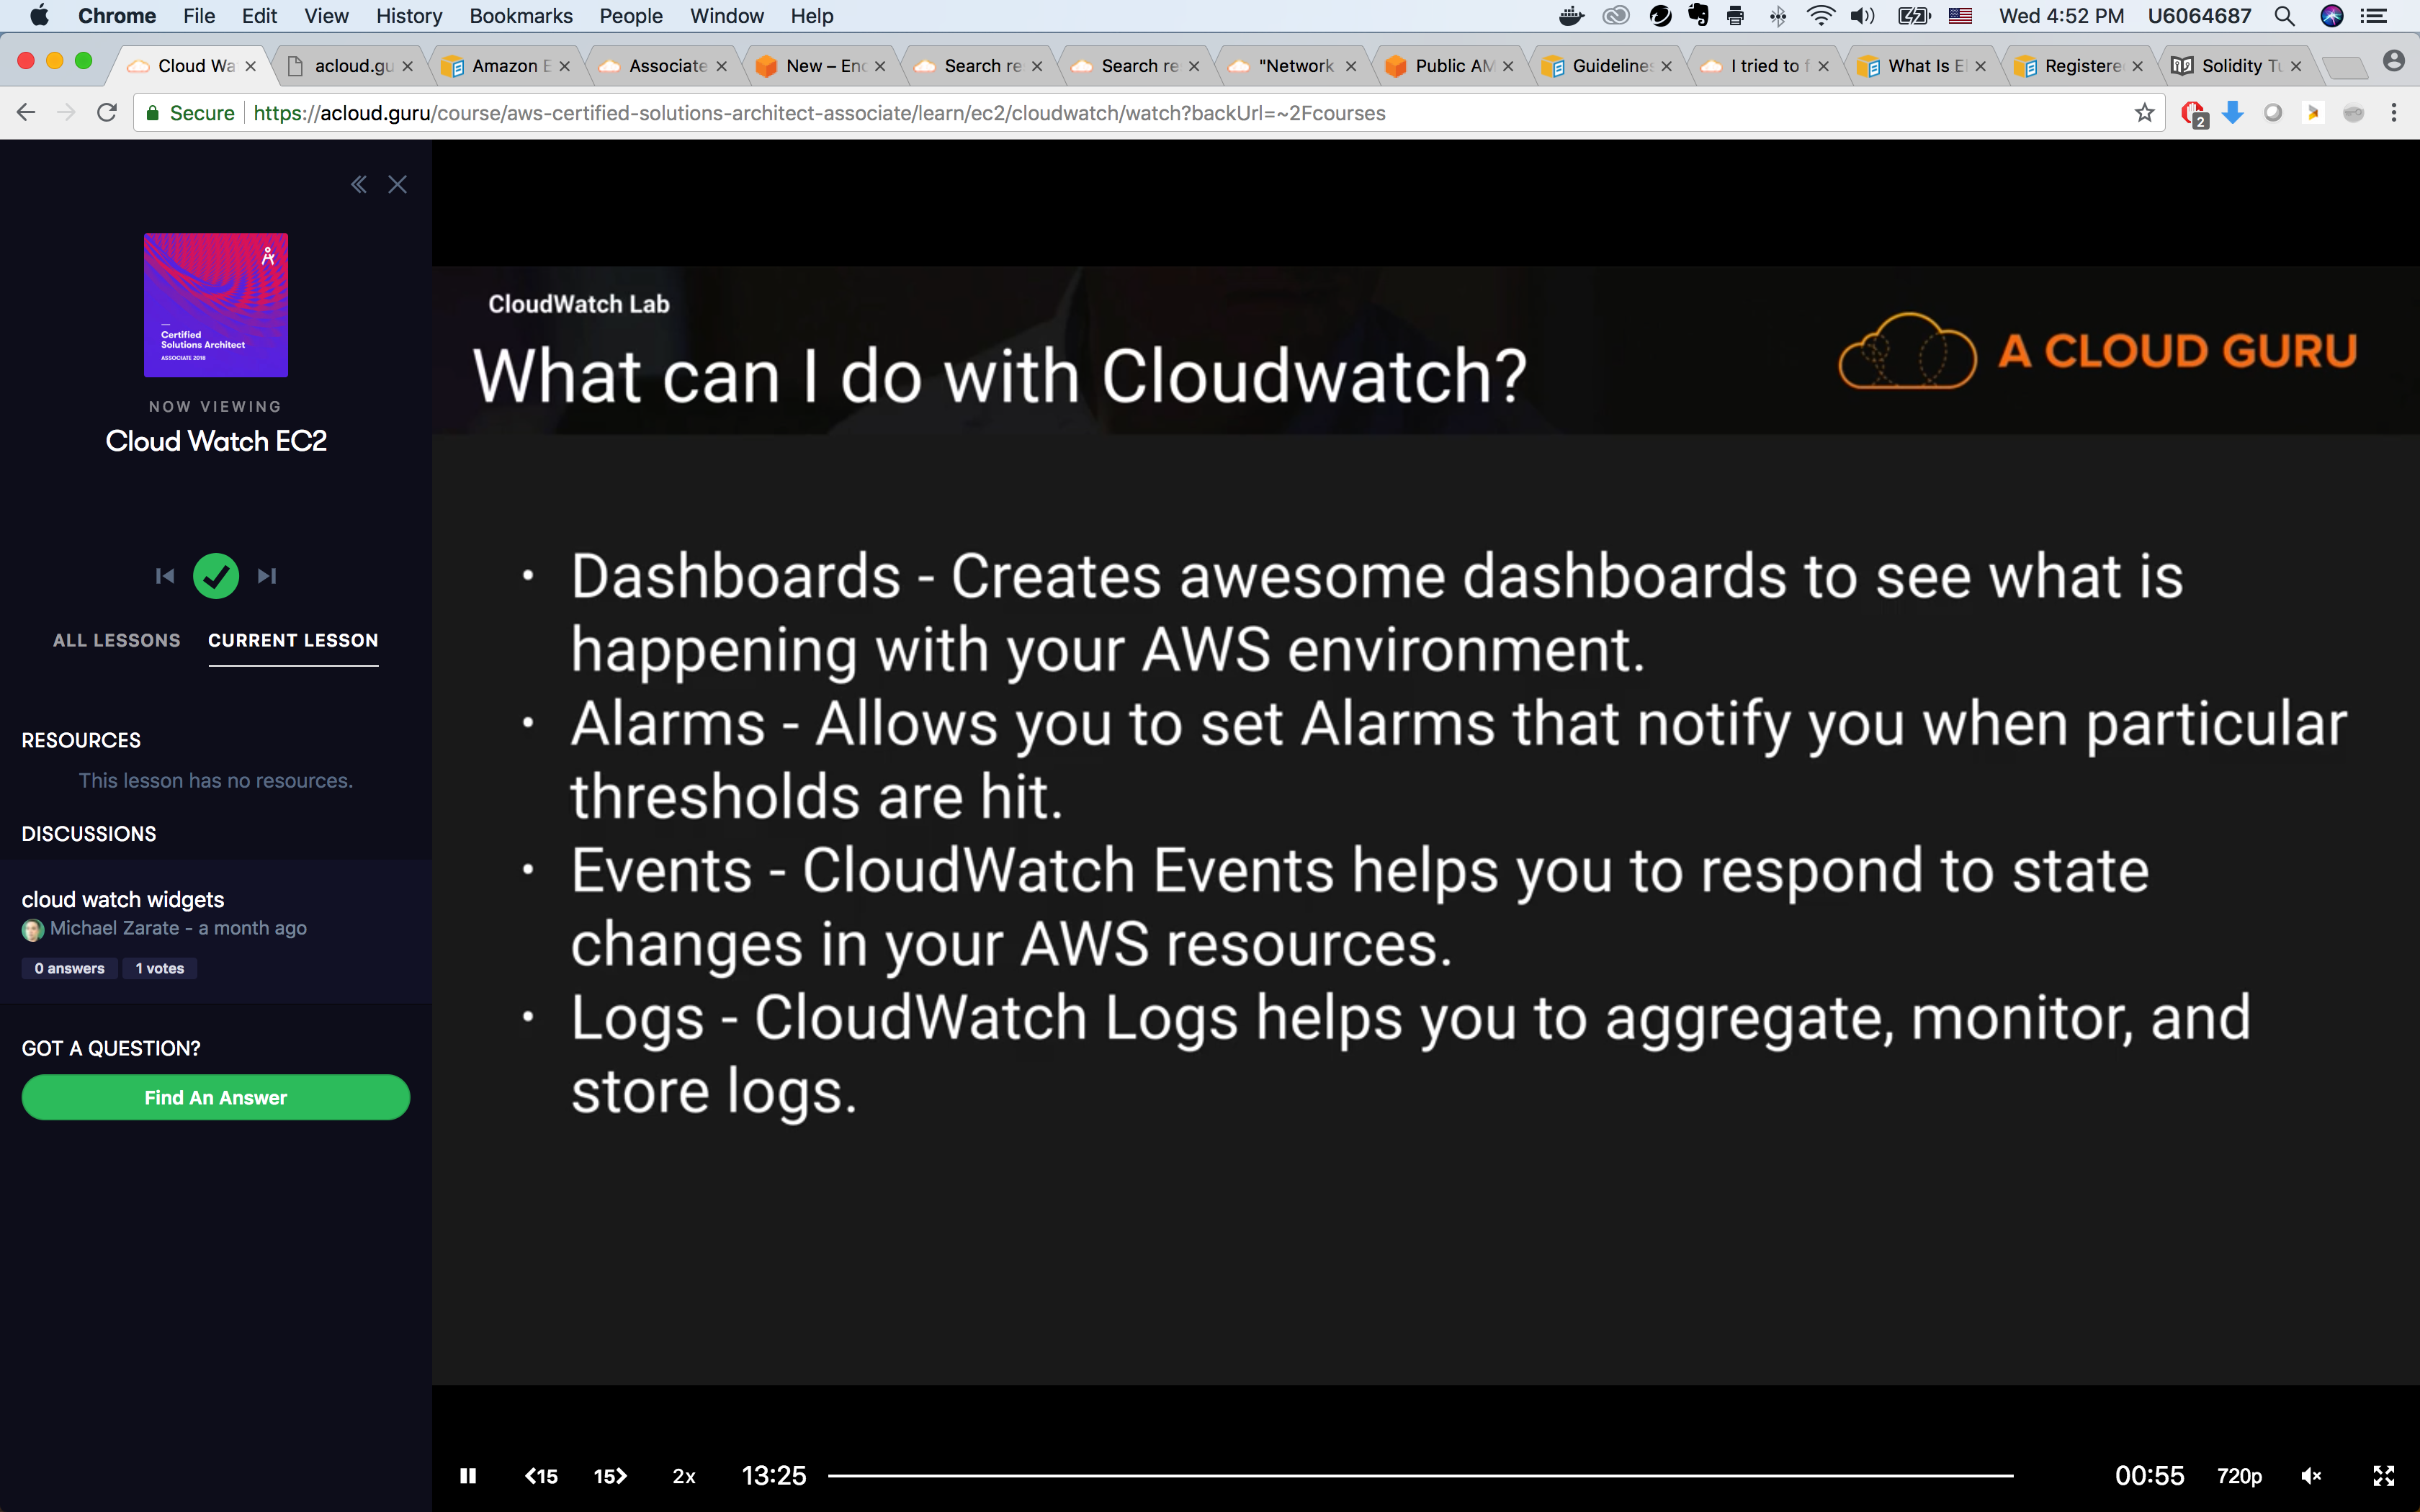 Chrome File Edit View History Bookmarks People Window Help Wed 4:52 PM U6064687
Cloud Wa acloud.gu Amazon E Associate New – Enc Search re Search re "Network Public AM Guidelines I tried to f What Is El Registere Solidity Tu
Secure https://acloud.guru/course/aws-certified-solutions-architect-associate/learn/ec2/cloudwatch/watch?backUrl=~2Fcourses 2
Certified
Solutions Architect
ASSOCIATE 2018
NOW VIEWING
Cloud Watch EC2
ALL LESSONS CURRENT LESSON
RESOURCES
This lesson has no resources.
DISCUSSIONS
cloud watch widgets
Michael Zarate - a month ago
0 answers 1 votes
GOT A QUESTION?
Find An Answer
CloudWatch Lab
What can I do with Cloudwatch?
A CLOUD GURU
• Dashboards - Creates awesome dashboards to see what is
happening with your AWS environment.
• Alarms - Allows you to set Alarms that notify you when particular
thresholds are hit.
• Events - CloudWatch Events helps you to respond to state
changes in your AWS resources.
• Logs - CloudWatch Logs helps you to aggregate, monitor, and
store logs.
15 15 2x 13:25 00:55 720p